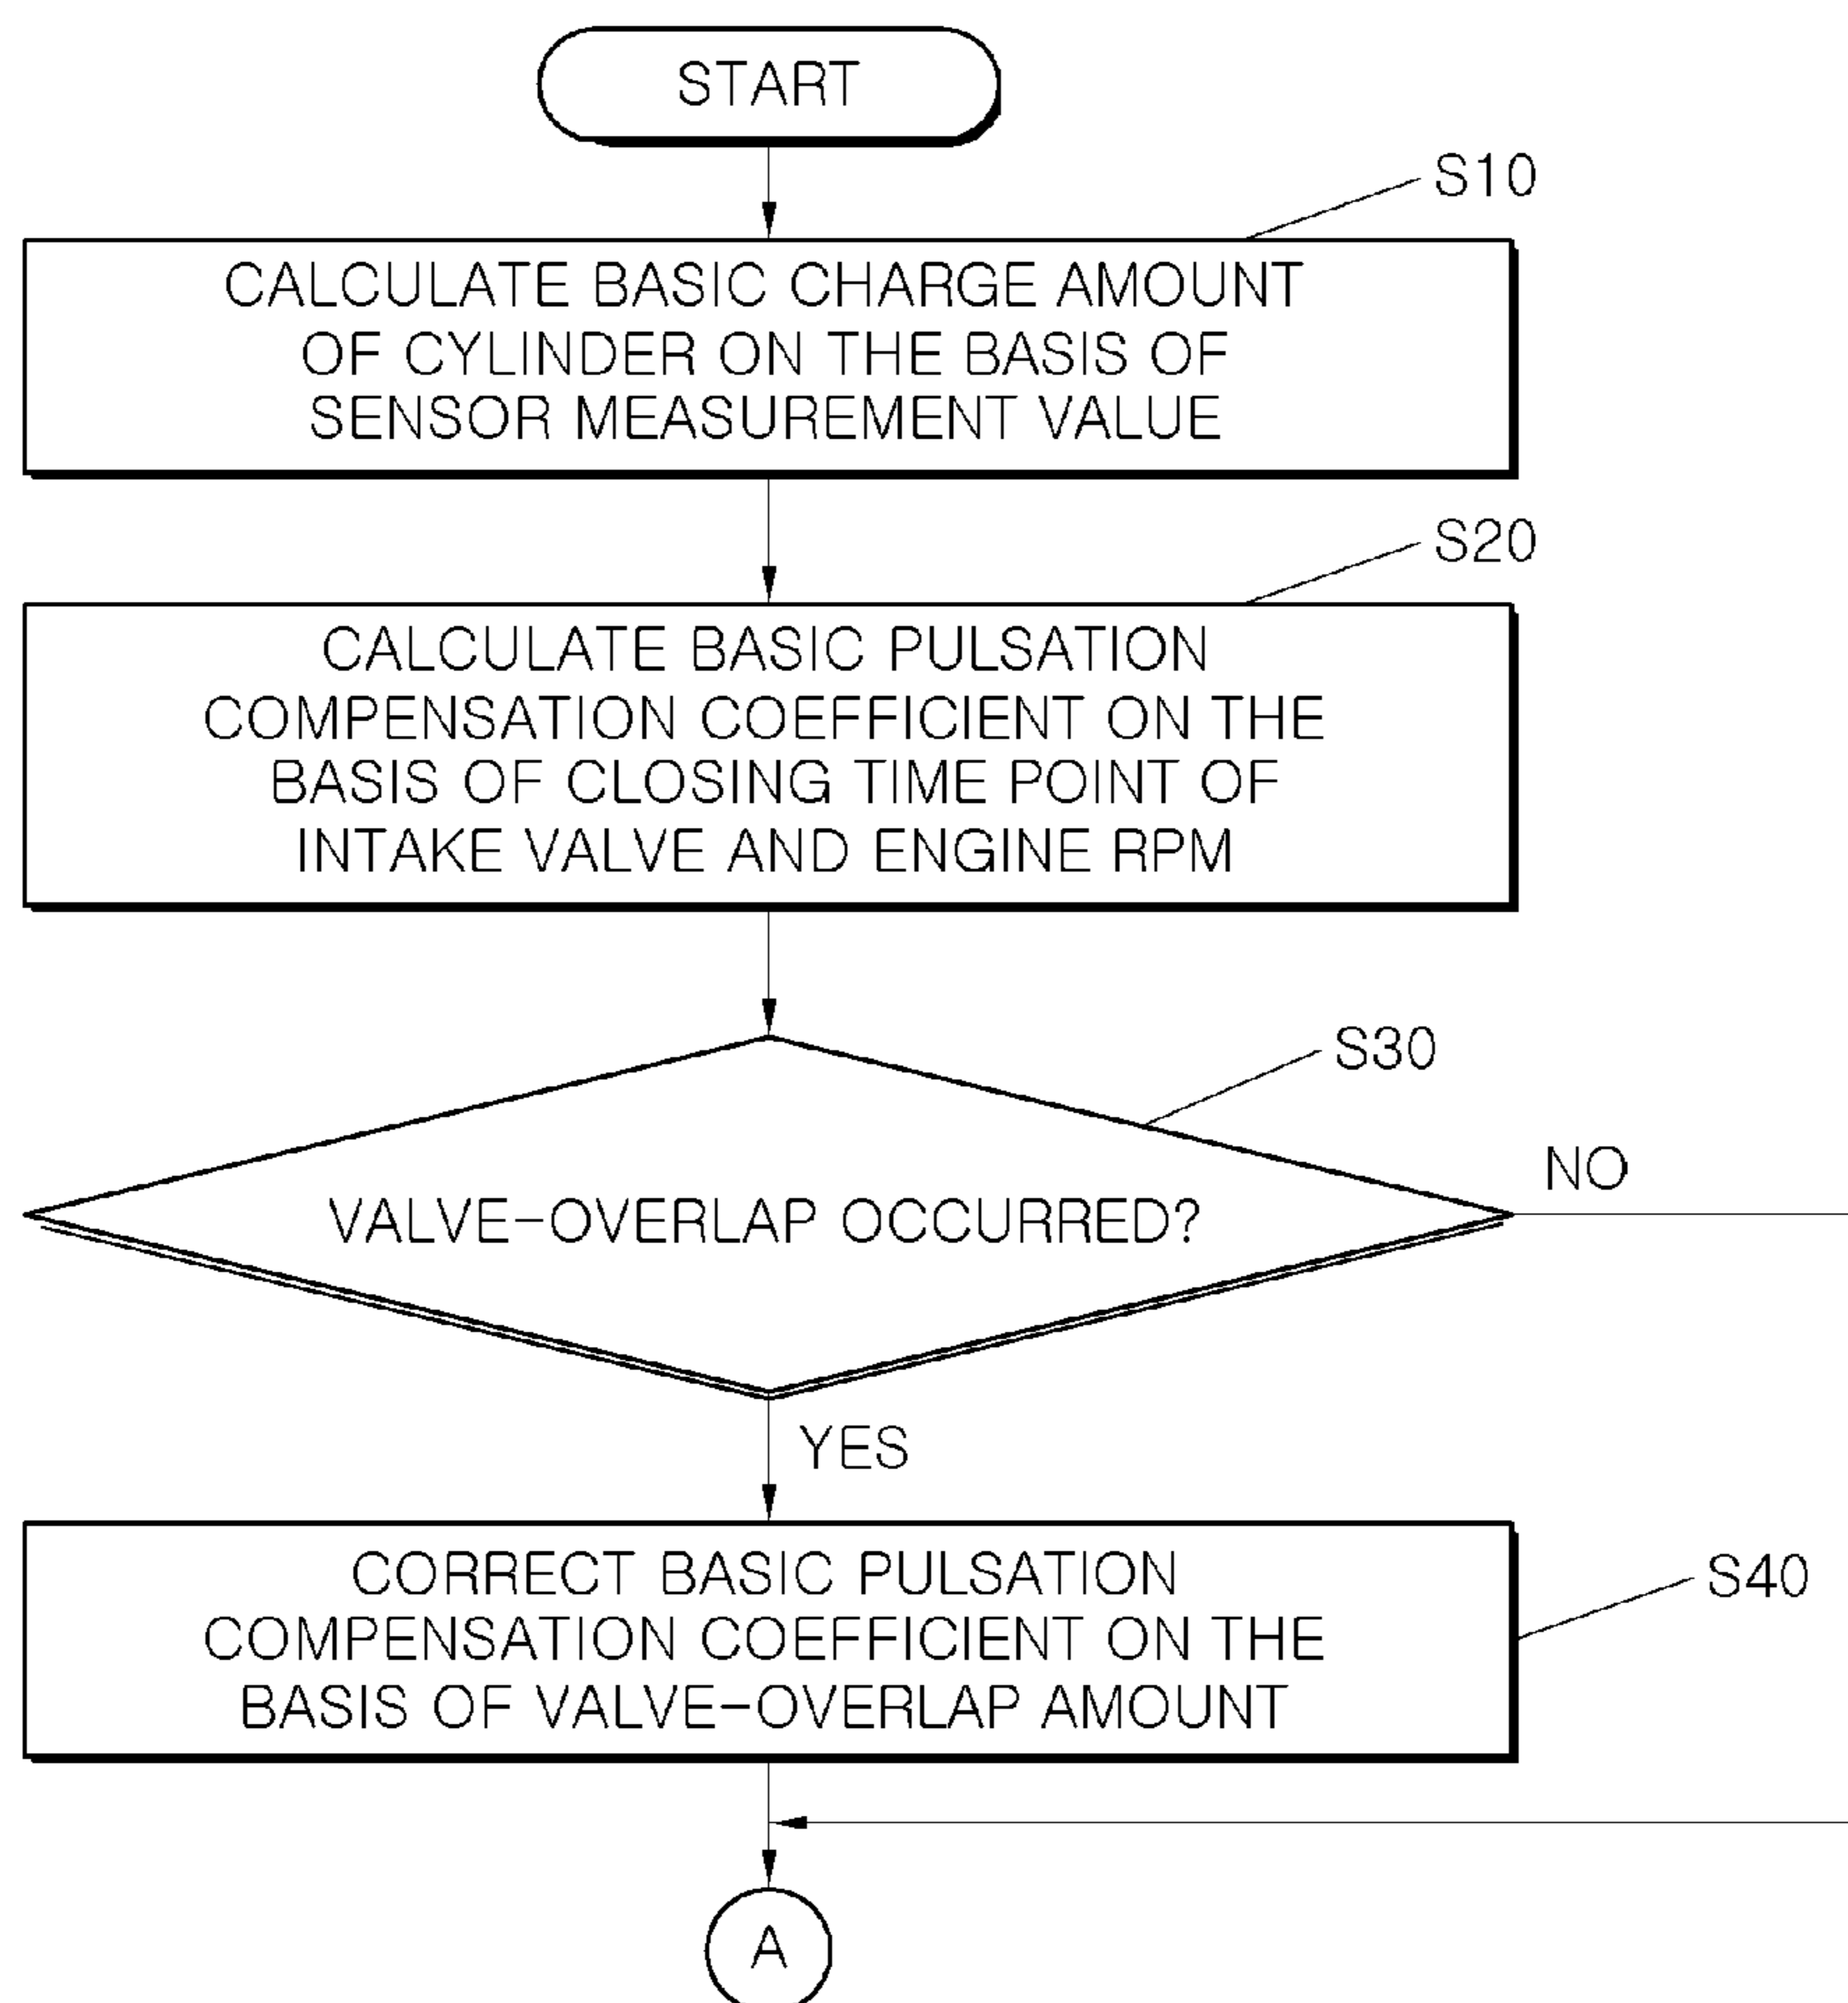 START
S10
CALCULATE BASIC CHARGE AMOUNT
OF CYLINDER ON THE BASIS OF
SENSOR MEASUREMENT VALUE
S20
CALCULATE BASIC PULSATION
COMPENSATION COEFFICIENT ON THE
BASIS OF CLOSING TIME POINT OF
INTAKE VALVE AND ENGINE RPM
S30
VALVE-OVERLAP OCCURRED?
NO
YES
CORRECT BASIC PULSATION
COMPENSATION COEFFICIENT ON THE
BASIS OF VALVE-OVERLAP AMOUNT
S40
A